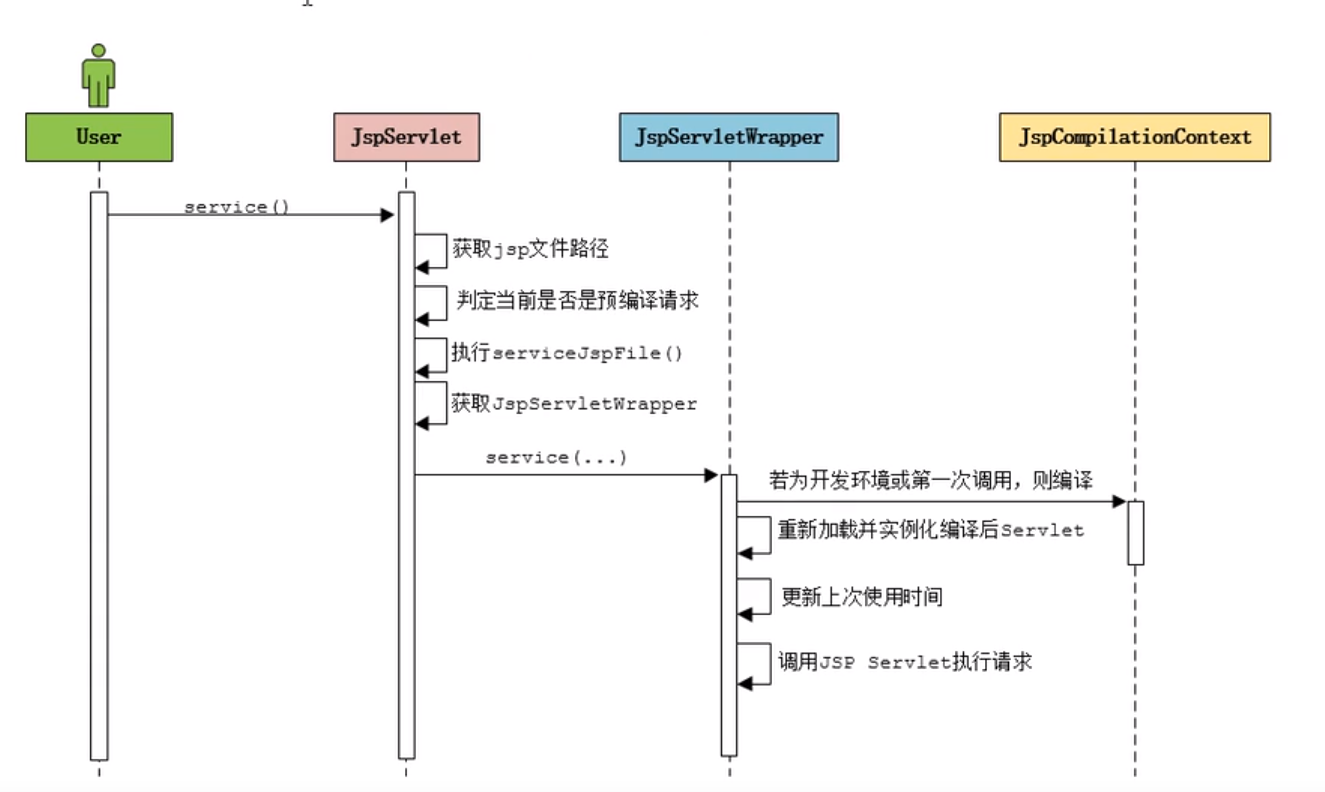 User
JspServlet
JspServletWrapper
JspCompilationContext
service()
获取jsp文件路径
判定当前是否是预编译请求
执行serviceJspFile()
获取JspServletWrapper
service(...)
若为开发环境或第一次调用，则编译
重新加载并实例化编译后Servlet
更新上次使用时间
调用JSP Servlet执行请求